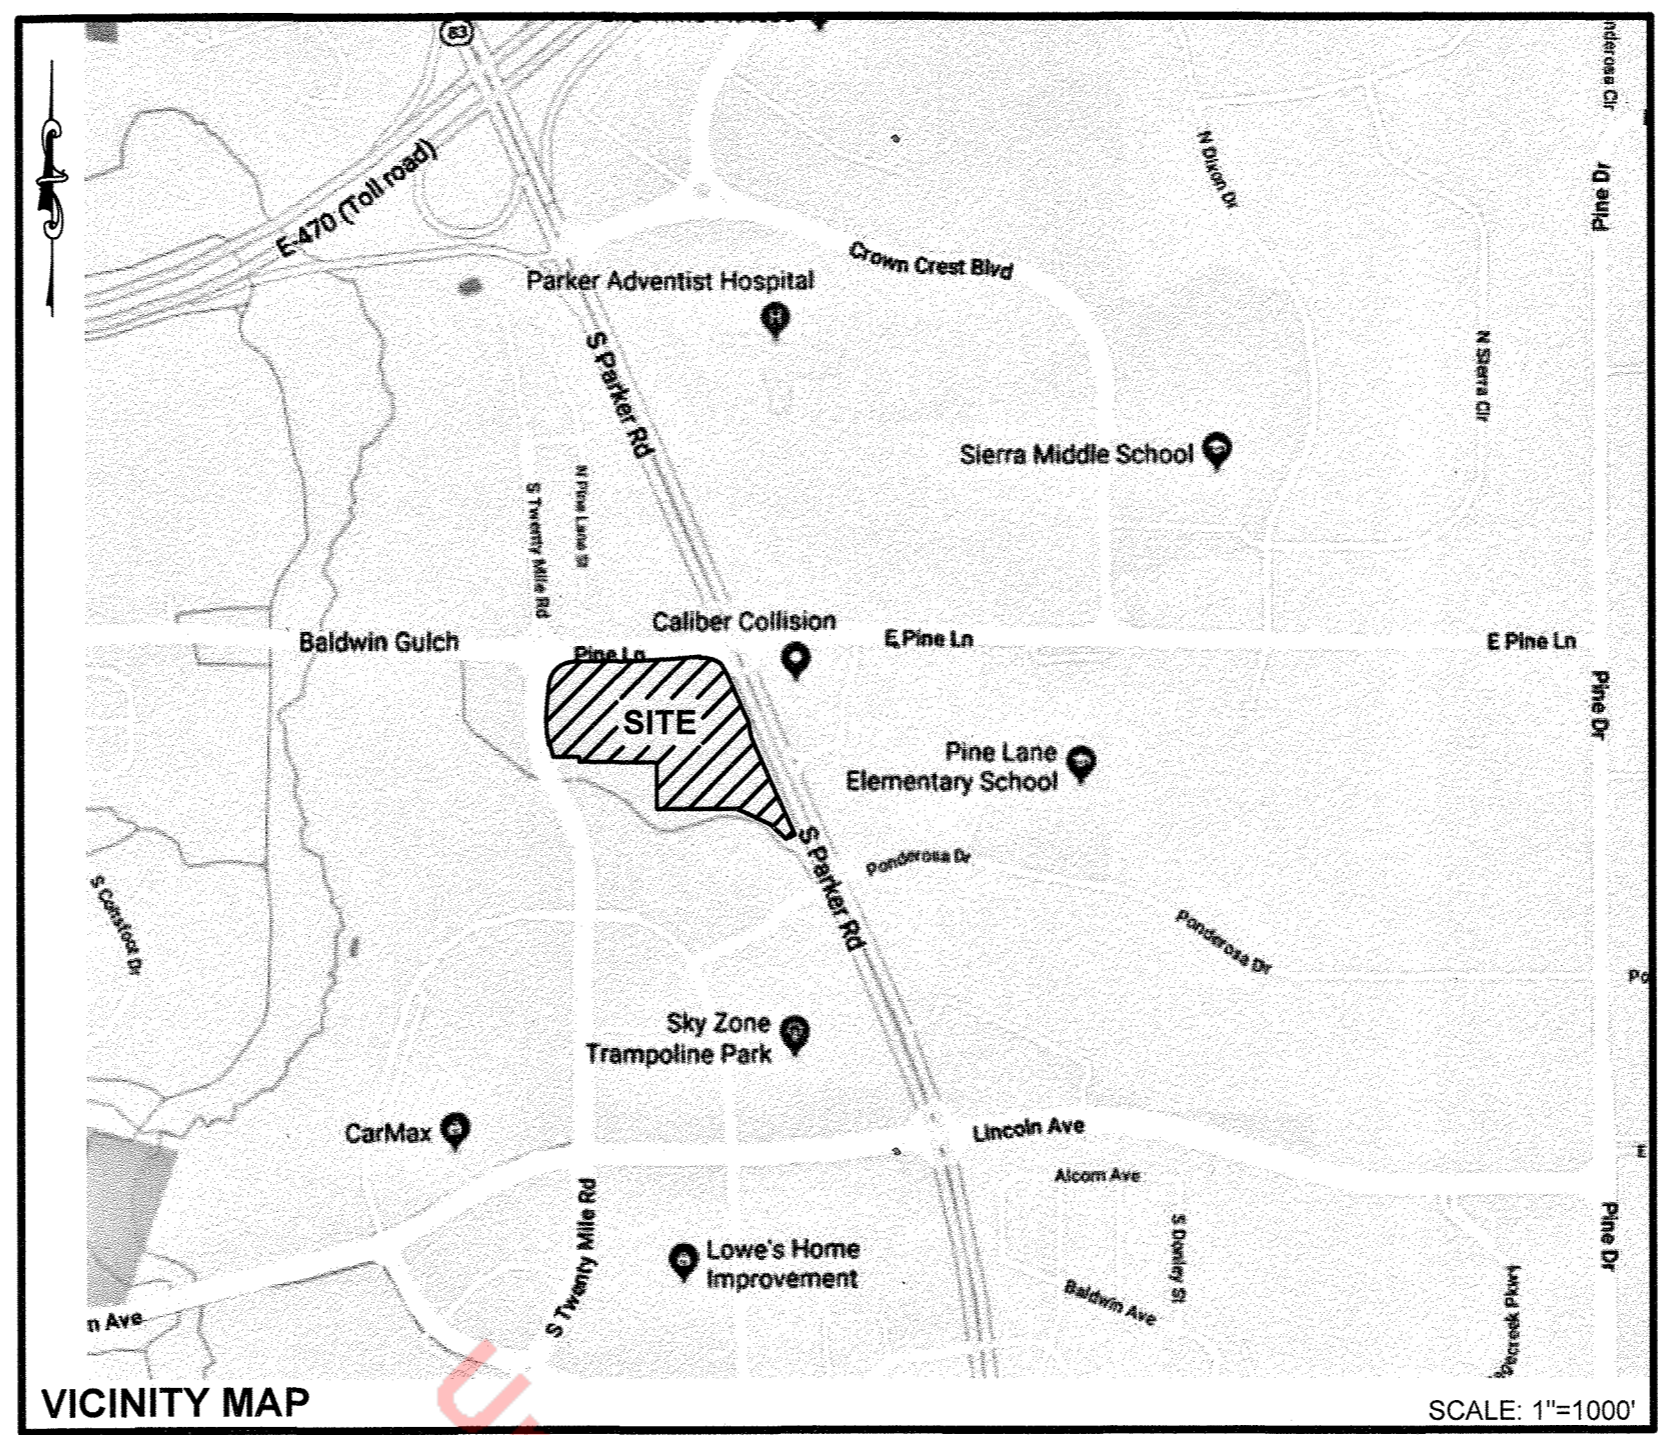 83
nderosa Cir
N Dixon Dr
Pine Dr
E-470 (Toll road)
Crown Crest Blvd
Parker Adventist Hospital
H
S Parker Rd
N Sierra Cir
Sierra Middle School
N Pine Lane St
S Twenty Mile Rd
Caliber Collision
Baldwin Gulch
E Pine Ln
E Pine Ln
Pine Ln
SITE
Pine Dr
Pine Lane
Elementary School
S Parker Rd
Ponderosa Dr
S Coltsfoot Dr
Ponderosa Dr
Po
Sky Zone
Trampoline Park
CarMax
Lincoln Ave
Alcorn Ave
S Twenty Mile Rd
S Donley St
Pine Dr
Lowe's Home
Improvement
Baldwin Ave
n Ave
VICINITY MAP
SCALE: 1"=1000'